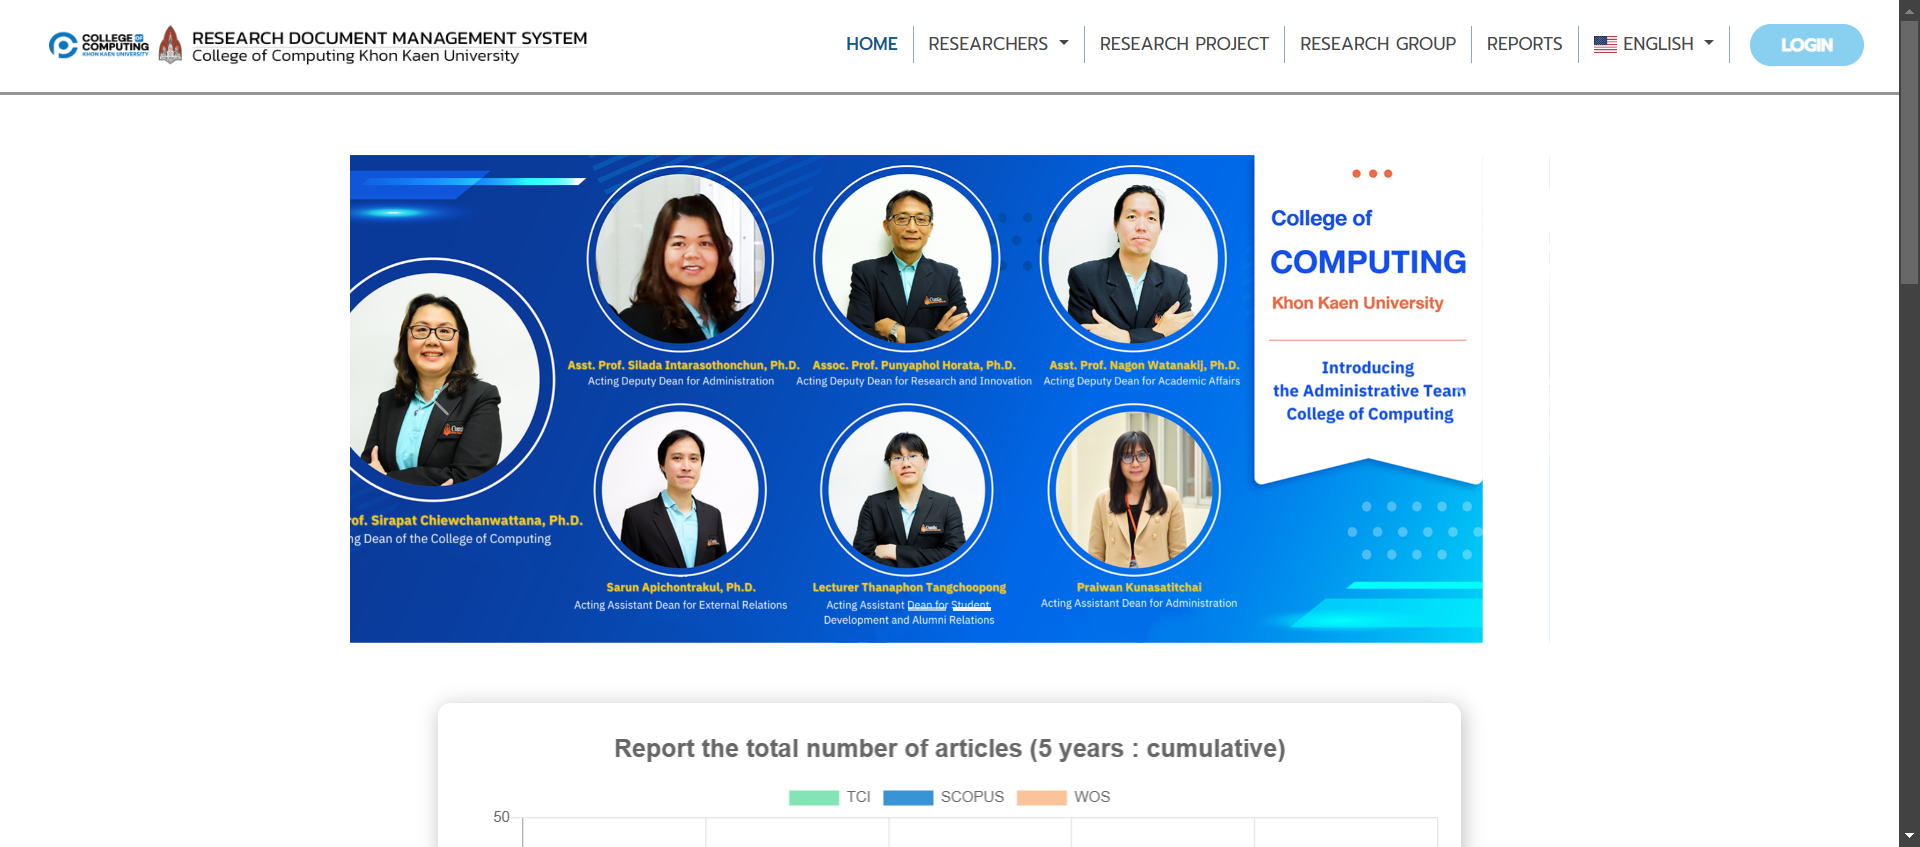 COLLEGE OF
COMPUTING
KHON KAEN UNIVERSITY
RESEARCH DOCUMENT MANAGEMENT SYSTEM
College of Computing Khon Kaen University
HOME
RESEARCHERS
RESEARCH PROJECT
RESEARCH GROUP
REPORTS
ENGLISH
LOGIN
College of
COMPUTING
Khon Kaen University
Introducing
the Administrative Team
College of Computing
Asst. Prof. Silada Intarasothonchun, Ph.D.
Acting Deputy Dean for Administration
Assoc. Prof. Punyaphol Horata, Ph.D.
Acting Deputy Dean for Research and Innovation
Asst. Prof. Nagon Watanakij, Ph.D.
Acting Deputy Dean for Academic Affairs
of. Sirapat Chiewchanwattana, Ph.D.
ng Dean of the College of Computing
Sarun Apichontrakul, Ph.D.
Acting Assistant Dean for External Relations
Lecturer Thanaphon Tangchoopong
Acting Assistant Dean for Student
Development and Alumni Relations
Praiwan Kunasatitchai
Acting Assistant Dean for Administration
Report the total number of articles (5 years : cumulative)
TCI SCOPUS WOS
50